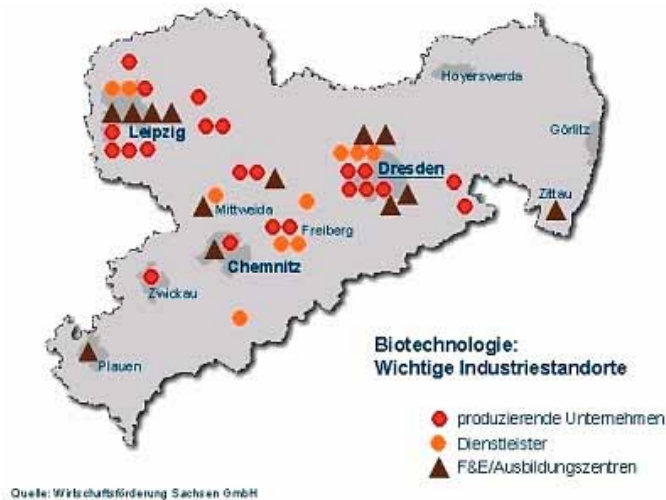 Hoyerswerda
Görlitz
Leipzig
Dresden
Zittau
Mittweida
Freiberg
Chemnitz
Zwickau
Plauen
Biotechnologie:
Wichtige Industriestandorte
produzierende Unternehmen
Dienstleister
F&E/Ausbildungszentren
Quelle: Wirtschaftsförderung Sachsen GmbH